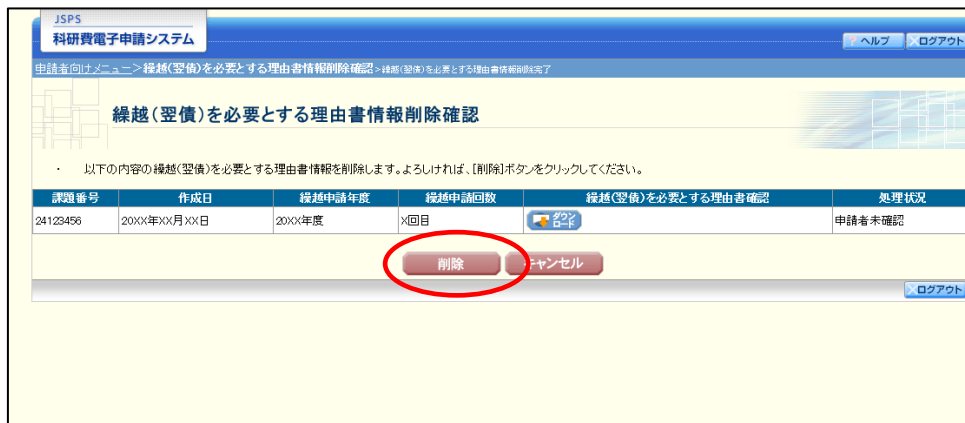 JSPS
科研費電子申請システム
ヘルプ
ログアウト
申請者向けメニュー>繰越(翌債)を必要とする理由書情報削除確認>繰越(翌債)を必要とする理由書情報削除完了
繰越(翌債)を必要とする理由書情報削除確認
・ 以下の内容の繰越(翌債)を必要とする理由書情報を削除します。よろしければ、[削除]ボタンをクリックしてください。
課題番号 作成日 繰越申請年度 繰越申請回数 繰越(翌債)を必要とする理由書確認 処理状況
24123456 20XX年XX月XX日 20XX年度 X回目 ダウンロード 申請者未確認
削除 キャンセル
ログアウト